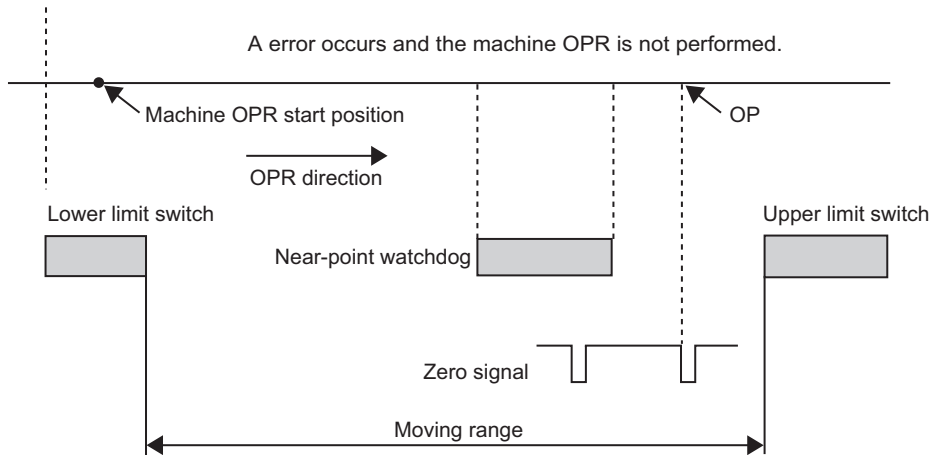 A error occurs and the machine OPR is not performed.
Machine OPR start position
OP
OPR direction
Lower limit switch
Upper limit switch
Near-point watchdog
Zero signal
Moving range